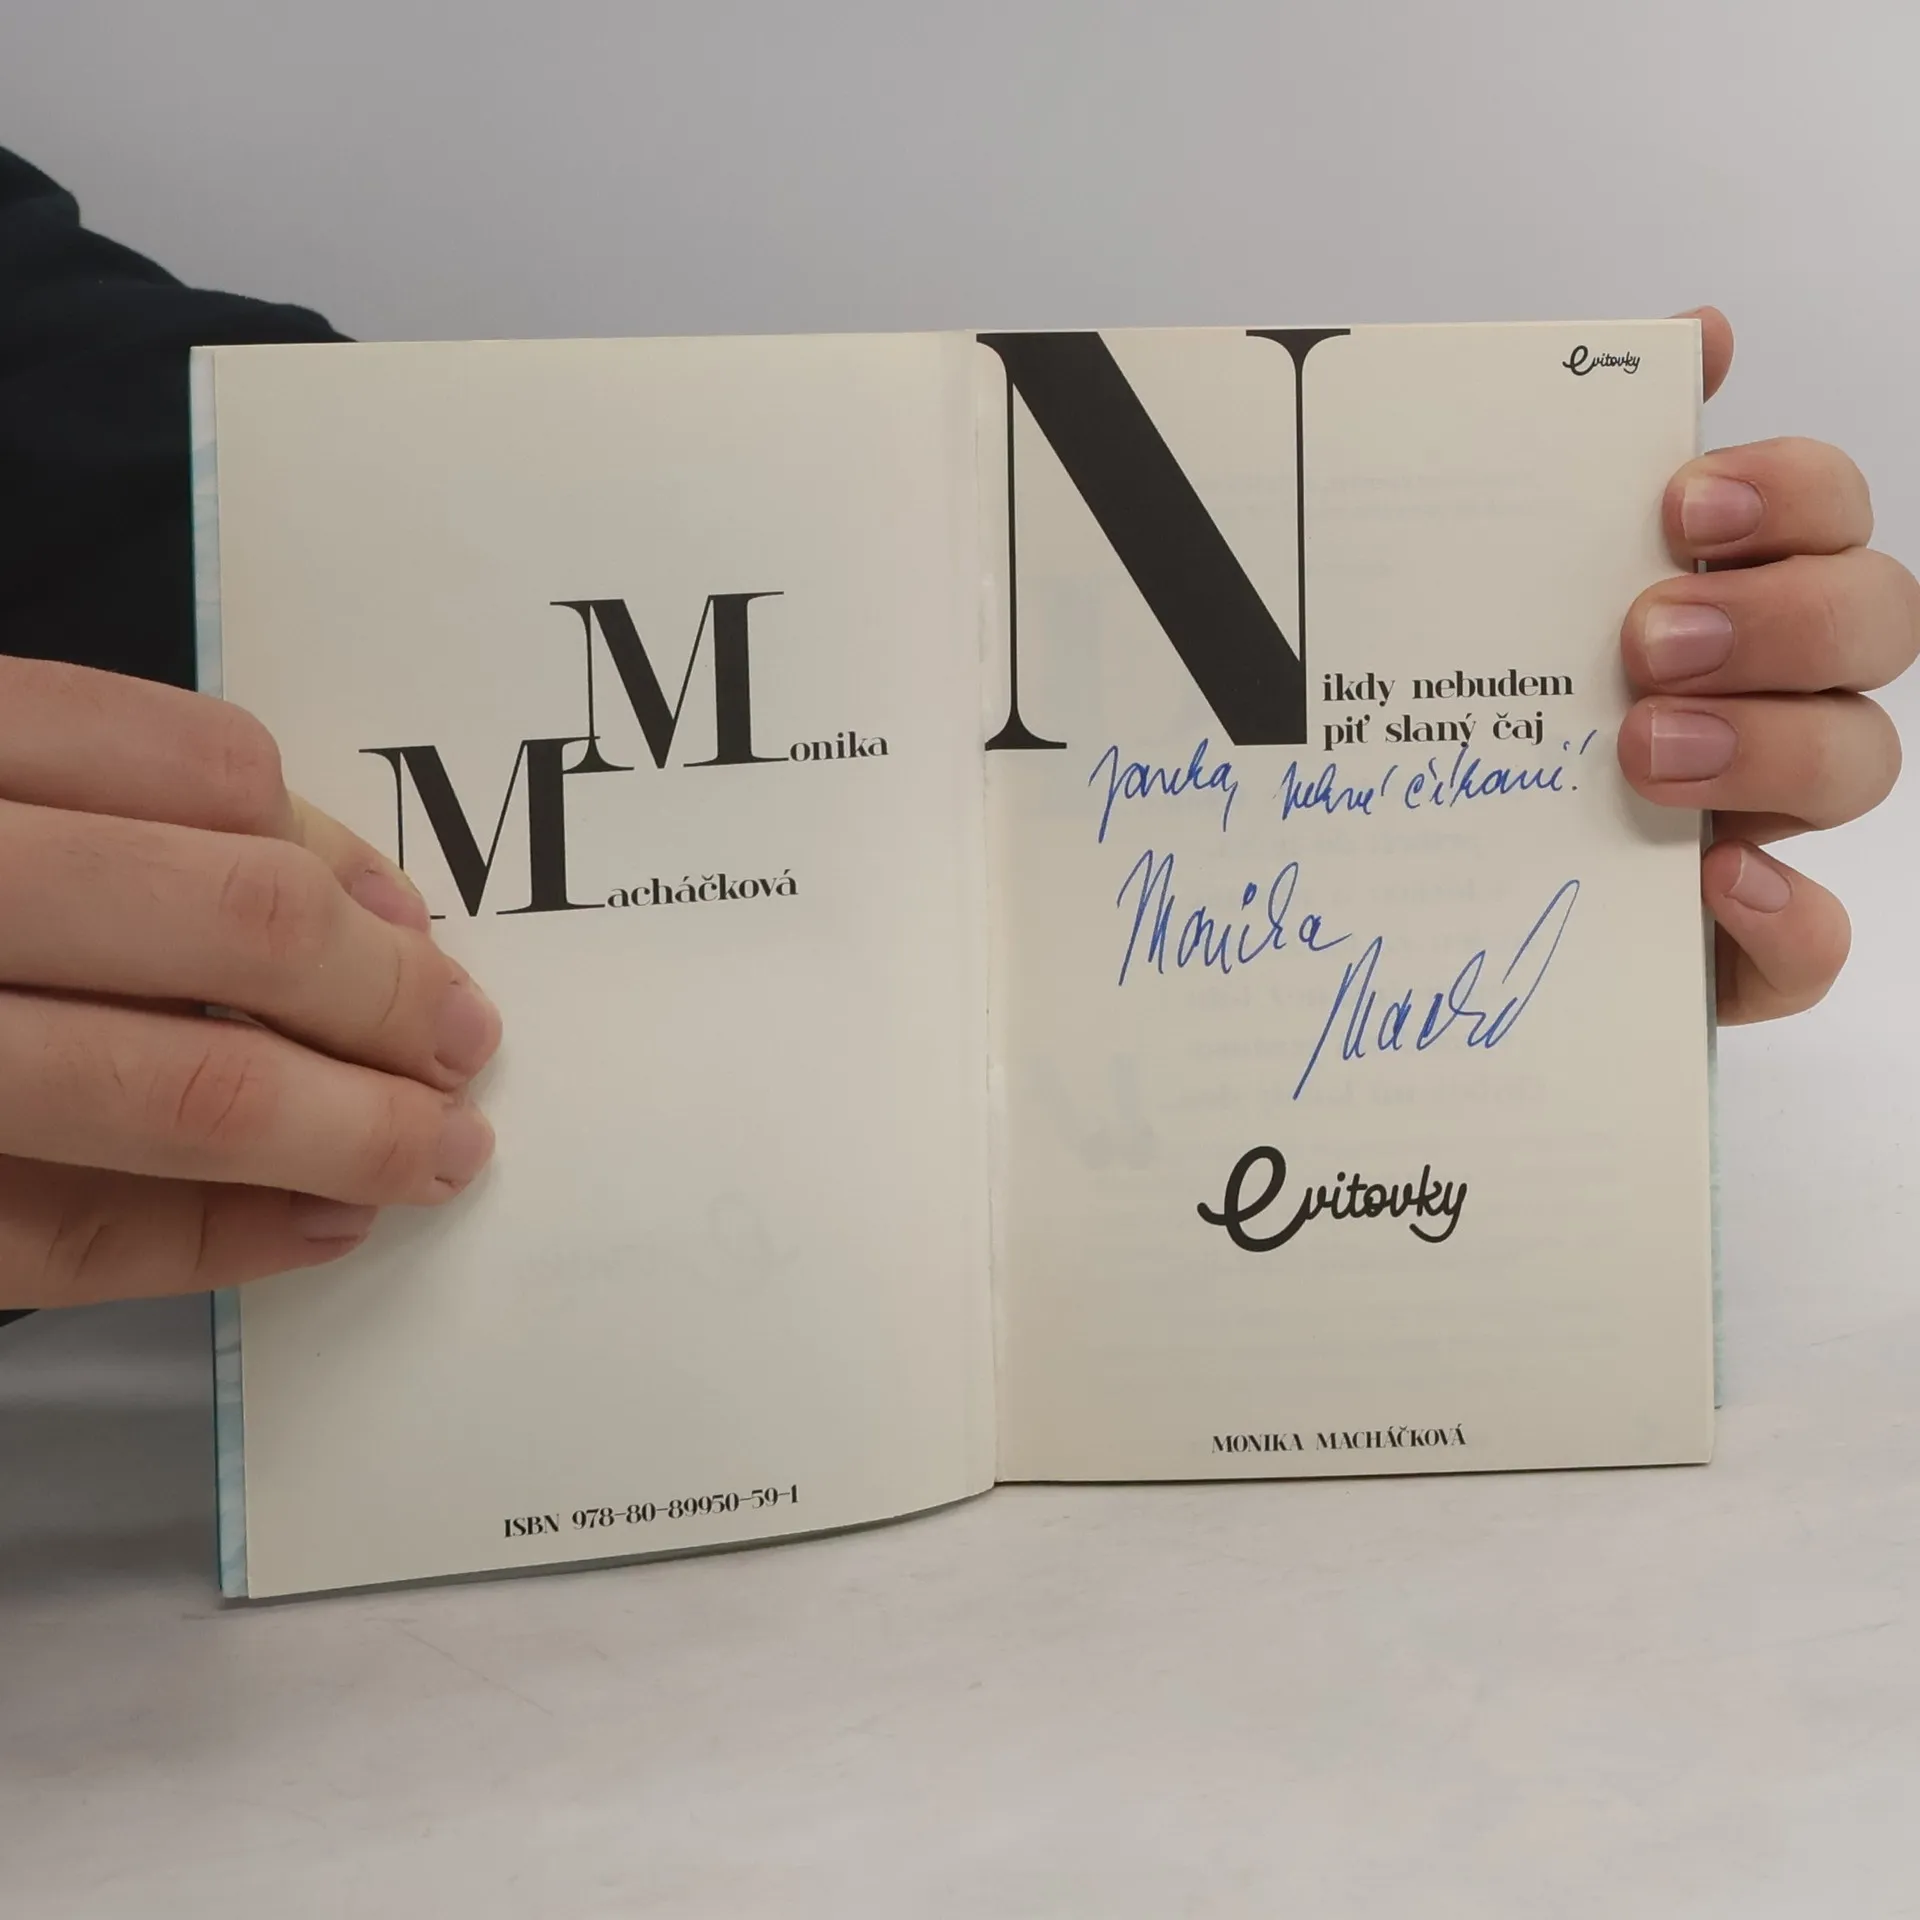 Monika
Macháčková
ISBN 978-80-89950-59-1
evitovky
Nikdy nebudem
piť slaný čaj
Janka, pekné čítanie!
Monika
evitovky
MONIKA MACHÁČKOVÁ